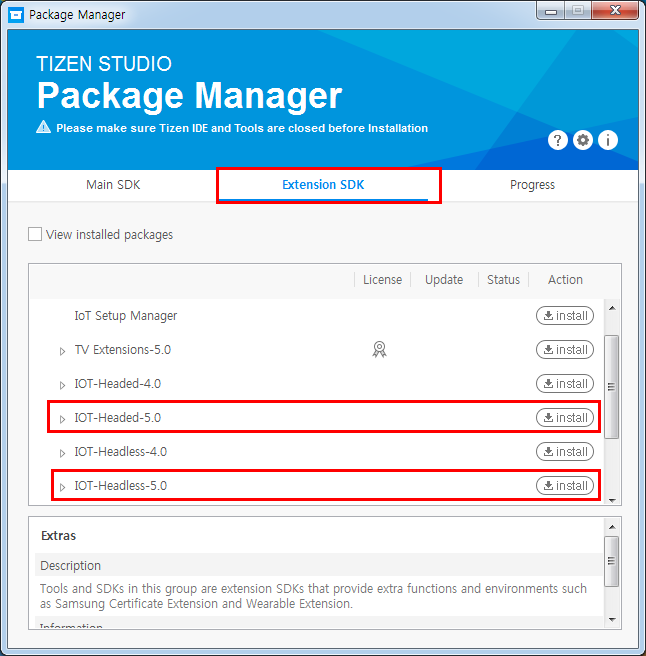 Package Manager
TIZEN STUDIO
Package Manager
Please make sure Tizen IDE and Tools are closed before Installation
? i
Main SDK Extension SDK Progress
View installed packages
License Update Status Action
IoT Setup Manager install
TV Extensions-5.0 install
IOT-Headed-4.0 install
IOT-Headed-5.0 install
IOT-Headless-4.0 install
IOT-Headless-5.0 install
Extras
Description
Tools and SDKs in this group are extension SDKs that provide extra functions and environments such
as Samsung Certificate Extension and Wearable Extension.
Information